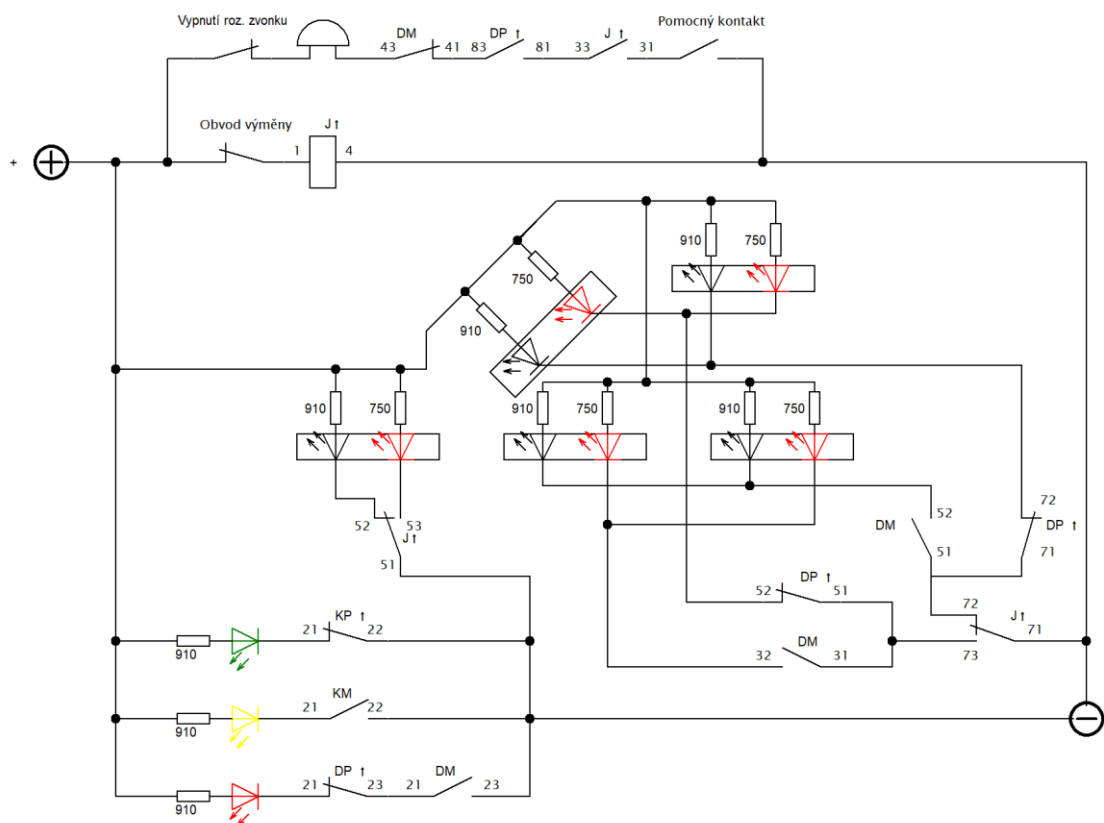 Vypnutí roz. zvonku
Pomocný kontakt
43 DM 41 83 DP ↑ 81 33 J ↑ 31
Obvod výměny
J↑
+ 1 4
910 750
750
910
910 750
910 750
910 750
52 53
J↑
51
52
DM
51
72
DP ↑
71
52 DP ↑ 51
72 J↑ 71
73
32 DM 31
910 21 KP ↑ 22
910 21 KM 22
910 21 DP ↑ 23 21 DM 23